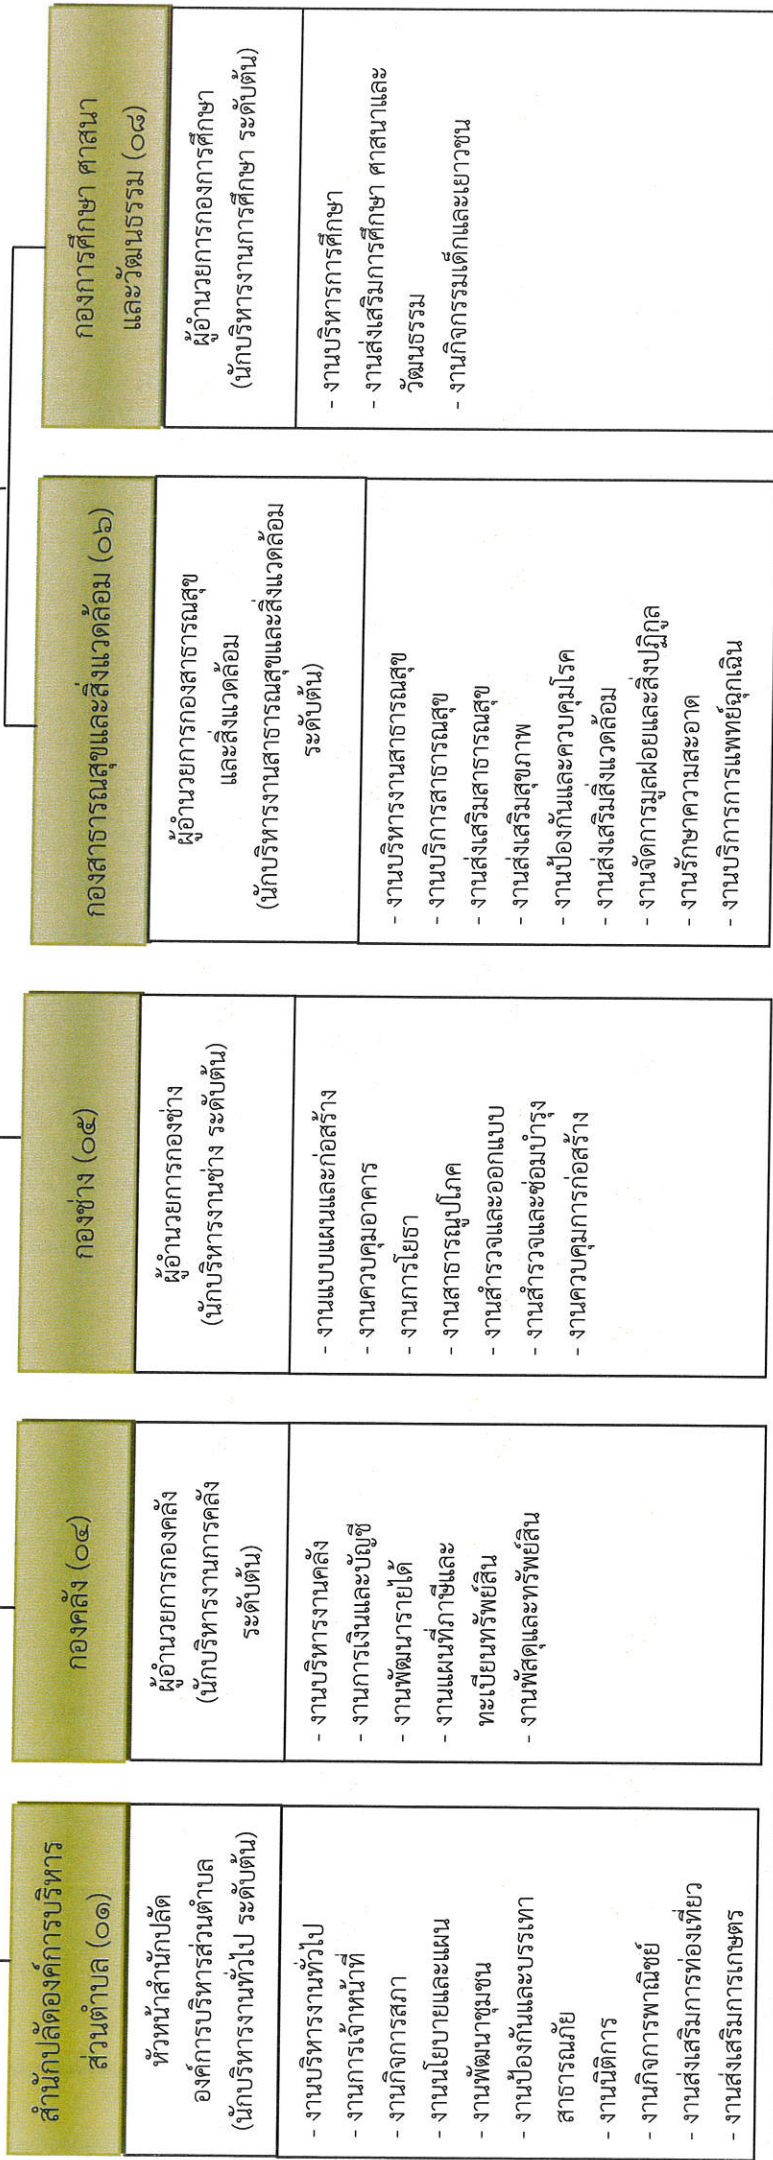 สำนักปลัดองค์การบริหาร
ส่วนตำบล (๐๑)
หัวหน้าสำนักปลัด
องค์การบริหารส่วนตำบล
(นักบริหารงานทั่วไป ระดับต้น)
- งานบริหารงานทั่วไป
- งานการเจ้าหน้าที่
- งานกิจการสภา
- งานนโยบายและแผน
- งานพัฒนาชุมชน
- งานป้องกันและบรรเทา
สาธารณภัย
- งานนิติการ
- งานกิจการพาณิชย์
- งานส่งเสริมการท่องเที่ยว
- งานส่งเสริมการเกษตร
กองคลัง (๐๔)
ผู้อำนวยการกองคลัง
(นักบริหารงานการคลัง
ระดับต้น)
- งานบริหารงานคลัง
- งานการเงินและบัญชี
- งานพัฒนารายได้
- งานแผนที่ภาษีและ
ทะเบียนทรัพย์สิน
- งานพัสดุและทรัพย์สิน
กองช่าง (๐๕)
ผู้อำนวยการกองช่าง
(นักบริหารงานช่าง ระดับต้น)
- งานแบบแผนและก่อสร้าง
- งานควบคุมอาคาร
- งานการโยธา
- งานสาธารณูปโภค
- งานสำรวจและออกแบบ
- งานสำรวจและซ่อมบำรุง
- งานควบคุมการก่อสร้าง
กองสาธารณสุขและสิ่งแวดล้อม (๐๖)
ผู้อำนวยการกองสาธารณสุข
และสิ่งแวดล้อม
(นักบริหารงานสาธารณสุขและสิ่งแวดล้อม
ระดับต้น)
- งานบริหารงานสาธารณสุข
- งานบริการสาธารณสุข
- งานส่งเสริมสาธารณสุข
- งานส่งเสริมสุขภาพ
- งานป้องกันและควบคุมโรค
- งานส่งเสริมสิ่งแวดล้อม
- งานจัดการมูลฝอยและสิ่งปฏิกูล
- งานรักษาความสะอาด
- งานบริการการแพทย์ฉุกเฉิน
กองการศึกษา ศาสนา
และวัฒนธรรม (๐๘)
ผู้อำนวยการกองการศึกษา
(นักบริหารงานการศึกษา ระดับต้น)
- งานบริหารการศึกษา
- งานส่งเสริมการศึกษา ศาสนาและ
วัฒนธรรม
- งานกิจกรรมเด็กและเยาวชน